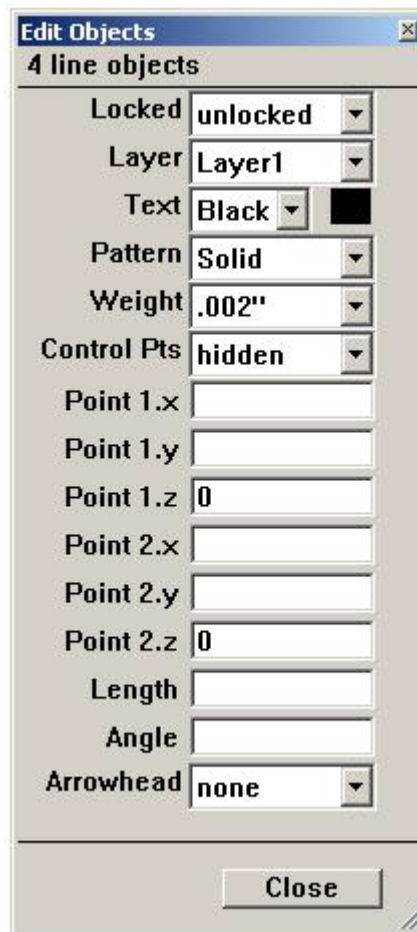 Edit Objects
4 line objects
Locked unlocked
Layer Layer1
Text Black
Pattern Solid
Weight .002"
Control Pts hidden
Point 1.x
Point 1.y
Point 1.z 0
Point 2.x
Point 2.y
Point 2.z 0
Length
Angle
Arrowhead none
Close